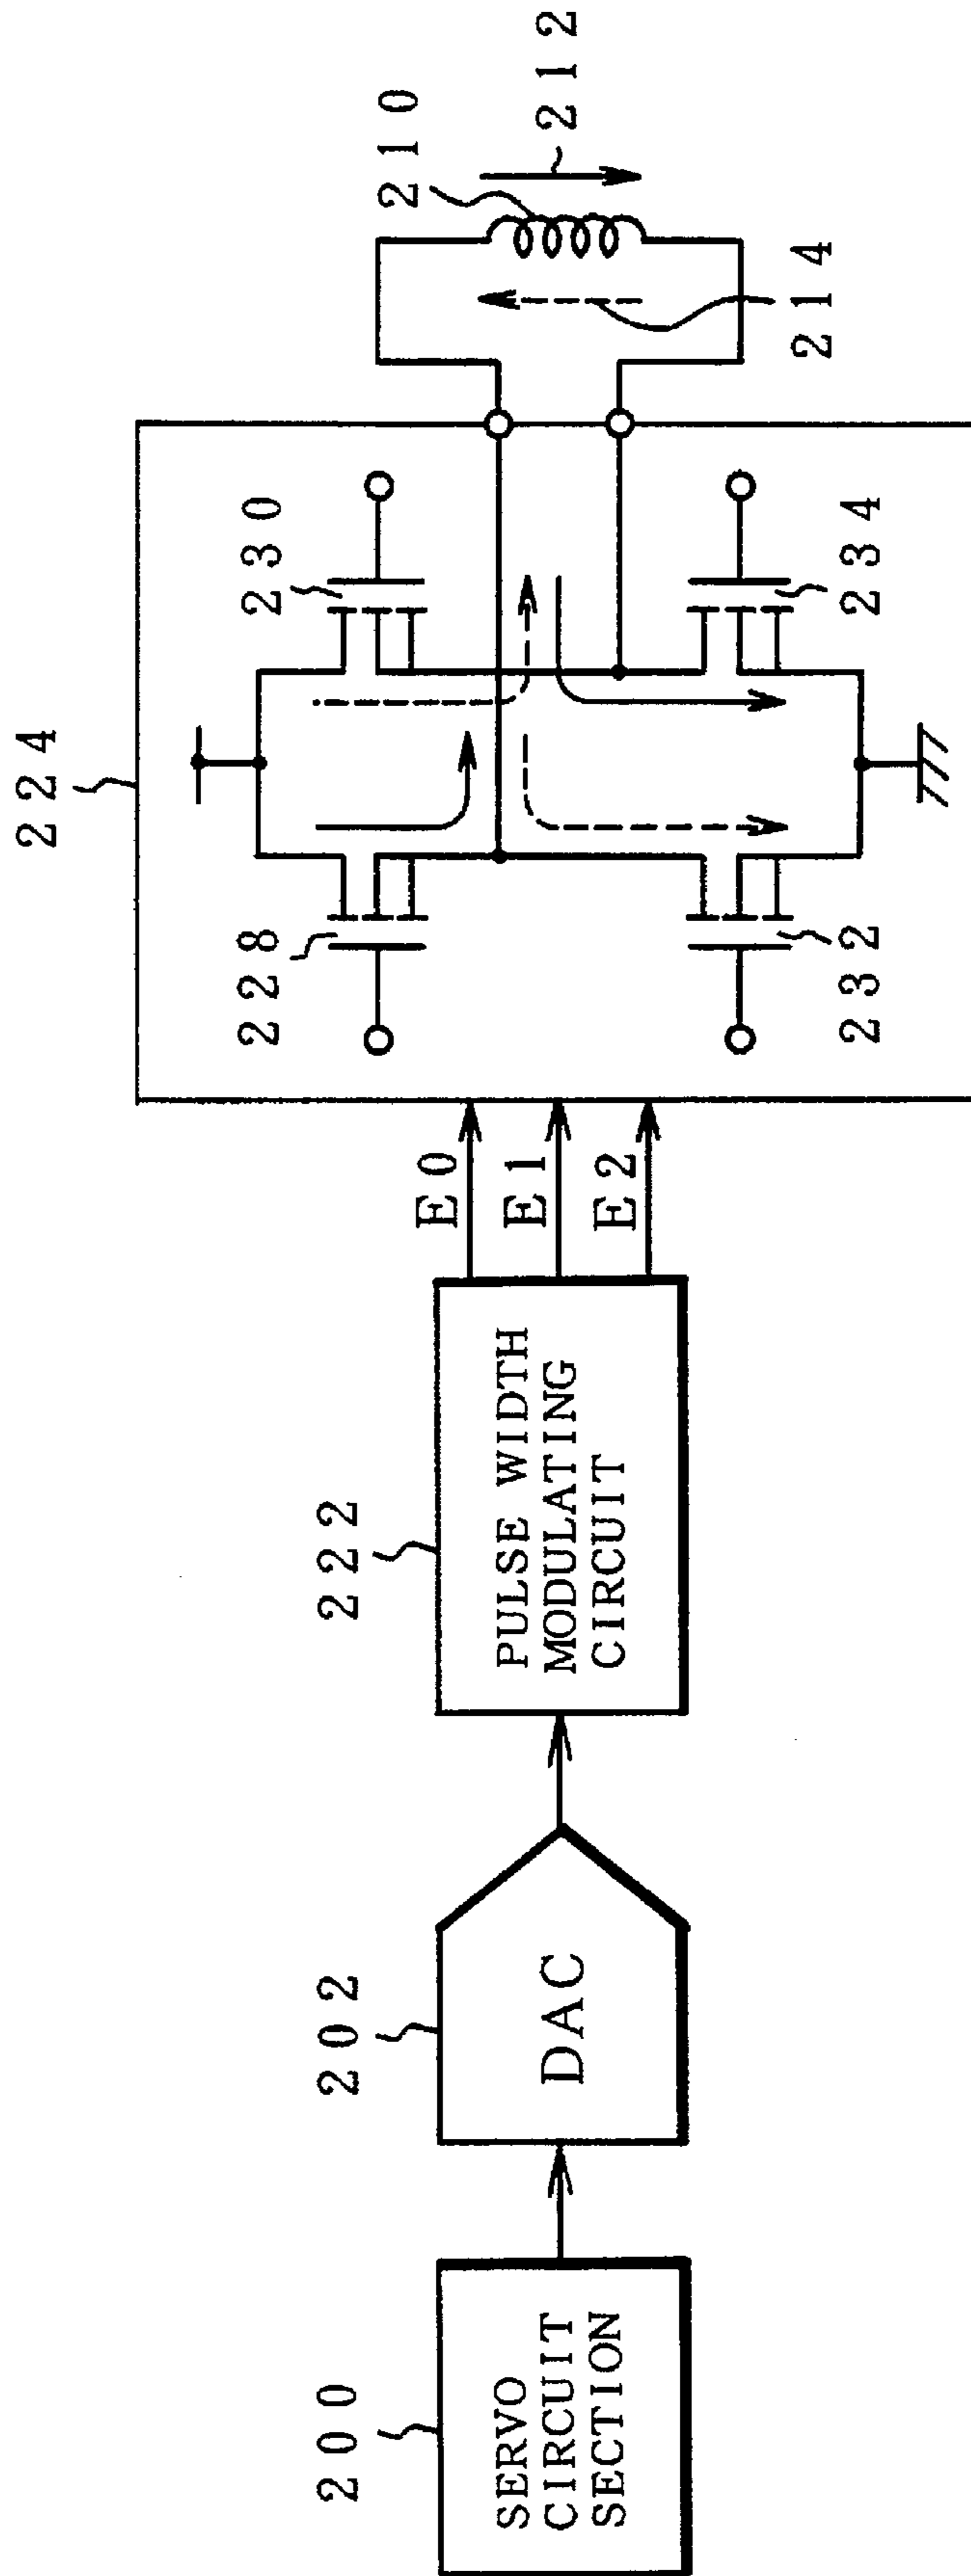 200
SERVO
CIRCUIT
SECTION
202
DAC
222
PULSE WIDTH
MODULATING
CIRCUIT
E0
E1
E2
224
228
230
232
234
210
212
214